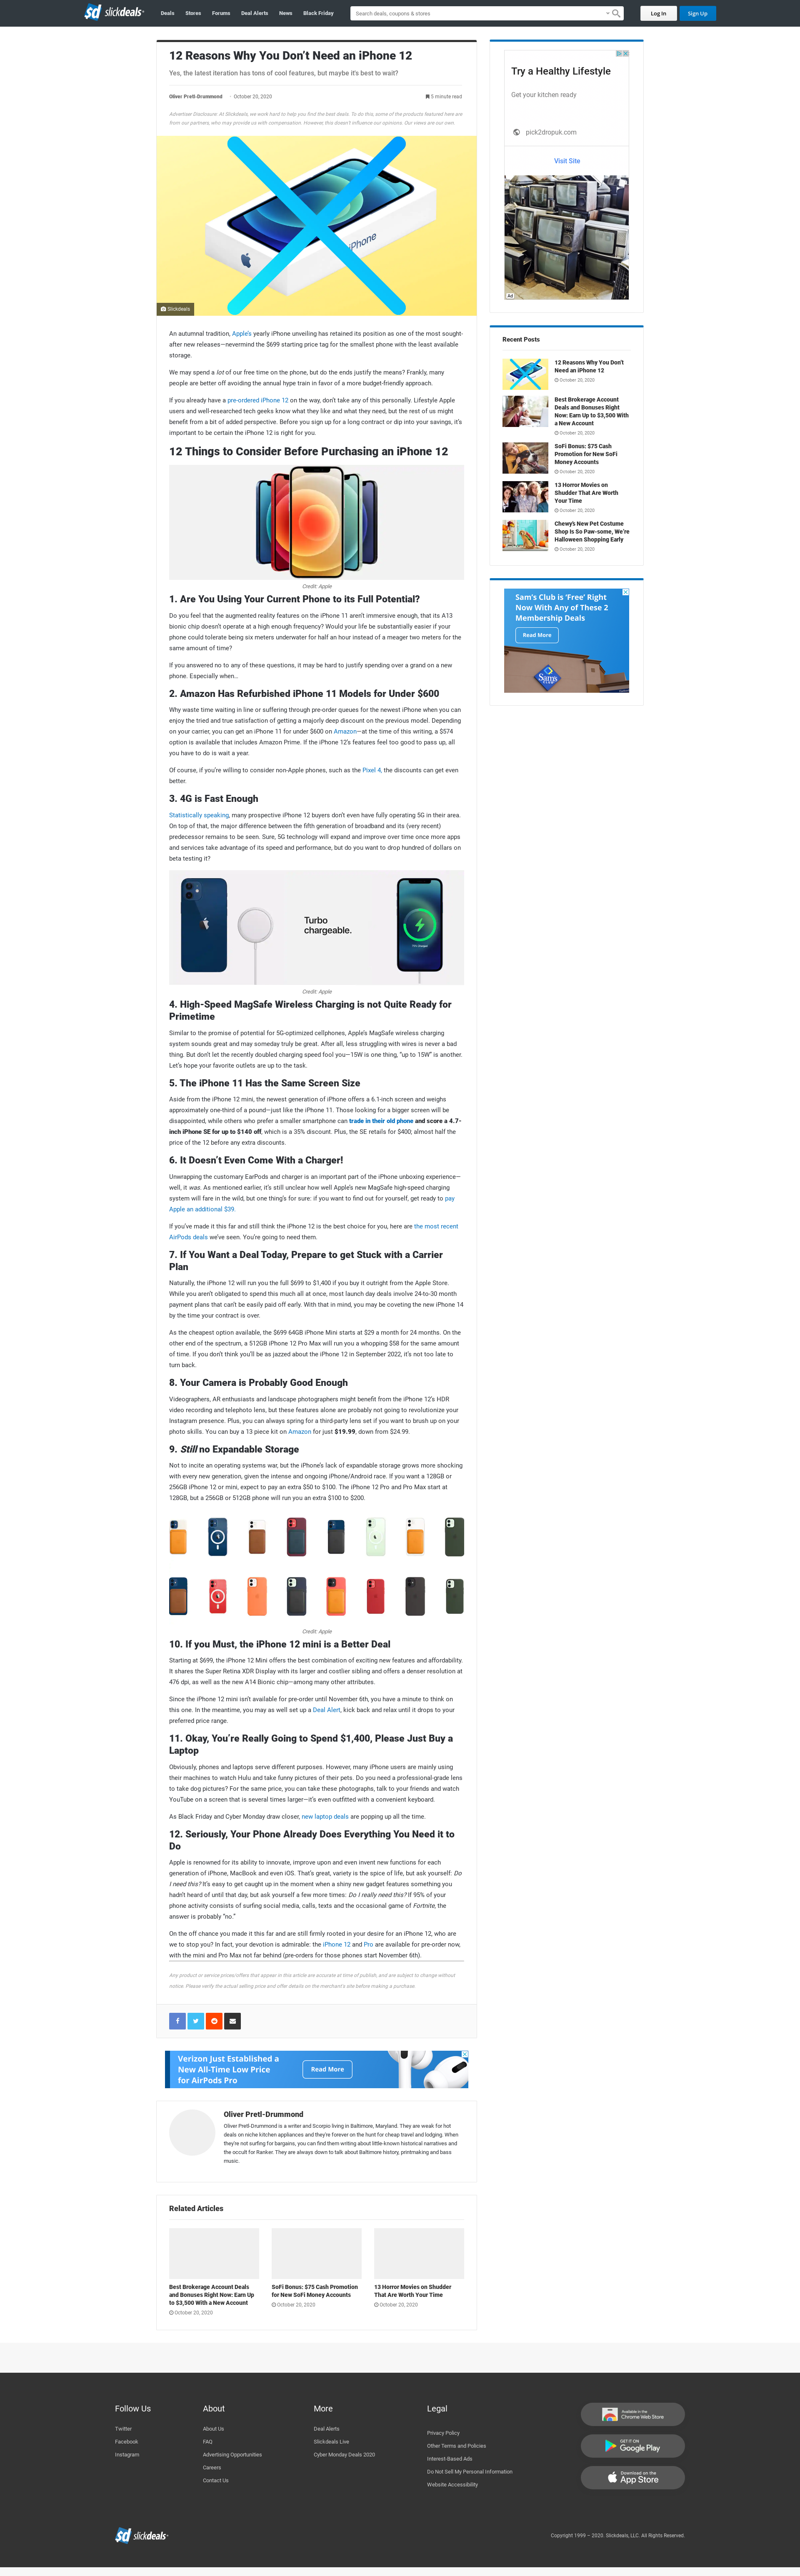 slickdeals
Deals Stores Forums Deal Alerts News Black Friday
Search deals, coupons & stores
Log In
Sign Up
12 Reasons Why You Don’t Need an iPhone 12
Yes, the latest iteration has tons of cool features, but maybe it's best to wait?
Oliver Pretl-Drummond - October 20, 2020
5 minute read
Advertiser Disclosure: At Slickdeals, we work hard to help you find the best deals. To do this, some of the products featured here are
from our partners, who may provide us with compensation. However, this doesn't influence our opinions. Our views are our own.
iPhone
Slickdeals
An autumnal tradition, Apple’s yearly iPhone unveiling has retained its position as one of the most sought-
after new releases—nevermind the $699 starting price tag for the smallest phone with the least available
storage.
We may spend a lot of our free time on the phone, but do the ends justify the means? Frankly, many
people are better off avoiding the annual hype train in favor of a more budget-friendly approach.
If you already have a pre-ordered iPhone 12 on the way, don’t take any of this personally. Lifestyle Apple
users and well-researched tech geeks know what they like and what they need, but the rest of us might
benefit from a bit of added perspective. Before you sign up for a long contract or dip into your savings, it’s
important to be certain the iPhone 12 is right for you.
12 Things to Consider Before Purchasing an iPhone 12
Credit: Apple
1. Are You Using Your Current Phone to its Full Potential?
Do you feel that the augmented reality features on the iPhone 11 aren’t immersive enough, that its A13
bionic chip doesn’t operate at a high enough frequency? Would your life be substantially easier if your
phone could tolerate being six meters underwater for half an hour instead of a meager two meters for the
same amount of time?
If you answered no to any of these questions, it may be hard to justify spending over a grand on a new
phone. Especially when…
2. Amazon Has Refurbished iPhone 11 Models for Under $600
Why waste time waiting in line or suffering through pre-order queues for the newest iPhone when you can
enjoy the tried and true satisfaction of getting a majorly deep discount on the previous model. Depending
on your carrier, you can get an iPhone 11 for under $600 on Amazon—at the time of this writing, a $574
option is available that includes Amazon Prime. If the iPhone 12’s features feel too good to pass up, all
you have to do is wait a year.
Of course, if you’re willing to consider non-Apple phones, such as the Pixel 4, the discounts can get even
better.
3. 4G is Fast Enough
Statistically speaking, many prospective iPhone 12 buyers don’t even have fully operating 5G in their area.
On top of that, the major difference between the fifth generation of broadband and its (very recent)
predecessor remains to be seen. Sure, 5G technology will expand and improve over time once more apps
and services take advantage of its speed and performance, but do you want to drop hundred of dollars on
beta testing it?
Turbo
chargeable.
Credit: Apple
4. High-Speed MagSafe Wireless Charging is not Quite Ready for
Primetime
Similar to the promise of potential for 5G-optimized cellphones, Apple’s MagSafe wireless charging
system sounds great and may someday truly be great. After all, less struggling with wires is never a bad
thing. But don’t let the recently doubled charging speed fool you—15W is one thing, “up to 15W” is another.
Let’s hope your favorite outlets are up to the task.
5. The iPhone 11 Has the Same Screen Size
Aside from the iPhone 12 mini, the newest generation of iPhone offers a 6.1-inch screen and weighs
approximately one-third of a pound—just like the iPhone 11. Those looking for a bigger screen will be
disappointed, while others who prefer a smaller smartphone can trade in their old phone and score a 4.7-
inch iPhone SE for up to $140 off, which is a 35% discount. Plus, the SE retails for $400; almost half the
price of the 12 before any extra discounts.
6. It Doesn’t Even Come With a Charger!
Unwrapping the customary EarPods and charger is an important part of the iPhone unboxing experience—
well, it was. As mentioned earlier, it’s still unclear how well Apple’s new MagSafe high-speed charging
system will fare in the wild, but one thing’s for sure: if you want to find out for yourself, get ready to pay
Apple an additional $39.
If you’ve made it this far and still think the iPhone 12 is the best choice for you, here are the most recent
AirPods deals we’ve seen. You’re going to need them.
7. If You Want a Deal Today, Prepare to get Stuck with a Carrier
Plan
Naturally, the iPhone 12 will run you the full $699 to $1,400 if you buy it outright from the Apple Store.
While you aren’t obligated to spend this much all at once, most launch day deals involve 24-to-30 month
payment plans that can’t be easily paid off early. With that in mind, you may be coveting the new iPhone 14
by the time your contract is over.
As the cheapest option available, the $699 64GB iPhone Mini starts at $29 a month for 24 months. On the
other end of the spectrum, a 512GB iPhone 12 Pro Max will run you a whopping $58 for the same amount
of time. If you don’t think you’ll be as jazzed about the iPhone 12 in September 2022, it’s not too late to
turn back.
8. Your Camera is Probably Good Enough
Videographers, AR enthusiasts and landscape photographers might benefit from the iPhone 12’s HDR
video recording and telephoto lens, but these features alone are probably not going to revolutionize your
Instagram presence. Plus, you can always spring for a third-party lens set if you want to brush up on your
photo skills. You can buy a 13 piece kit on Amazon for just $19.99, down from $24.99.
9. Still no Expandable Storage
Not to incite an operating systems war, but the iPhone’s lack of expandable storage grows more shocking
with every new generation, given the intense and ongoing iPhone/Android race. If you want a 128GB or
256GB iPhone 12 or mini, expect to pay an extra $50 to $100. The iPhone 12 Pro and Pro Max start at
128GB, but a 256GB or 512GB phone will run you an extra $100 to $200.
Credit: Apple
10. If you Must, the iPhone 12 mini is a Better Deal
Starting at $699, the iPhone 12 Mini offers the best combination of exciting new features and affordability.
It shares the Super Retina XDR Display with its larger and costlier sibling and offers a denser resolution at
476 dpi, as well as the new A14 Bionic chip—among many other attributes.
Since the iPhone 12 mini isn’t available for pre-order until November 6th, you have a minute to think on
this one. In the meantime, you may as well set up a Deal Alert, kick back and relax until it drops to your
preferred price range.
11. Okay, You’re Really Going to Spend $1,400, Please Just Buy a
Laptop
Obviously, phones and laptops serve different purposes. However, many iPhone users are mainly using
their machines to watch Hulu and take funny pictures of their pets. Do you need a professional-grade lens
to take dog pictures? For the same price, you can take these photographs, talk to your friends and watch
YouTube on a screen that is several times larger—it’s even outfitted with a convenient keyboard.
As Black Friday and Cyber Monday draw closer, new laptop deals are popping up all the time.
12. Seriously, Your Phone Already Does Everything You Need it to
Do
Apple is renowned for its ability to innovate, improve upon and even invent new functions for each
generation of iPhone, MacBook and even iOS. That’s great, variety is the spice of life, but ask yourself: Do
I need this? It’s easy to get caught up in the moment when a shiny new gadget features something you
hadn’t heard of until that day, but ask yourself a few more times: Do I really need this? If 95% of your
phone activity consists of surfing social media, calls, texts and the occasional game of Fortnite, the
answer is probably “no.”
On the off chance you made it this far and are still firmly rooted in your desire for an iPhone 12, who are
we to stop you? In fact, your devotion is admirable: the iPhone 12 and Pro are available for pre-order now,
with the mini and Pro Max not far behind (pre-orders for those phones start November 6th).
Any product or service prices/offers that appear in this article are accurate at time of publish, and are subject to change without
notice. Please verify the actual selling price and offer details on the merchant's site before making a purchase.
Verizon Just Established a
New All-Time Low Price
for AirPods Pro
Read More
Oliver Pretl-Drummond
Oliver Pretl-Drummond is a writer and Scorpio living in Baltimore, Maryland. They are weak for hot
deals on niche kitchen appliances and they're forever on the hunt for cheap travel and lodging. When
they're not surfing for bargains, you can find them writing about little-known historical narratives and
the occult for Ranker. They are always down to talk about Baltimore history, printmaking and bass
music.
Related Articles
Best Brokerage Account Deals
and Bonuses Right Now: Earn Up
to $3,500 With a New Account
October 20, 2020
SoFi Bonus: $75 Cash Promotion
for New SoFi Money Accounts
October 20, 2020
13 Horror Movies on Shudder
That Are Worth Your Time
October 20, 2020
Try a Healthy Lifestyle
Get your kitchen ready
pick2dropuk.com
Visit Site
Ad
Recent Posts
12 Reasons Why You Don’t
Need an iPhone 12
October 20, 2020
Best Brokerage Account
Deals and Bonuses Right
Now: Earn Up to $3,500 With
a New Account
October 20, 2020
SoFi Bonus: $75 Cash
Promotion for New SoFi
Money Accounts
October 20, 2020
13 Horror Movies on
Shudder That Are Worth
Your Time
October 20, 2020
Chewy’s New Pet Costume
Shop Is So Paw-some, We’re
Halloween Shopping Early
October 20, 2020
Sam’s Club is ‘Free’ Right
Now With Any of These 2
Membership Deals
Read More
Sam's
Follow Us
Twitter
Facebook
Instagram
About
About Us
FAQ
Advertising Opportunities
Careers
Contact Us
More
Deal Alerts
Slickdeals Live
Cyber Monday Deals 2020
Legal
Privacy Policy
Other Terms and Policies
Interest-Based Ads
Do Not Sell My Personal Information
Website Accessibility
Available in the
Chrome Web Store
GET IT ON
Google Play
Download on the
App Store
slickdeals
Copyright 1999 – 2020. Slickdeals, LLC. All Rights Reserved.